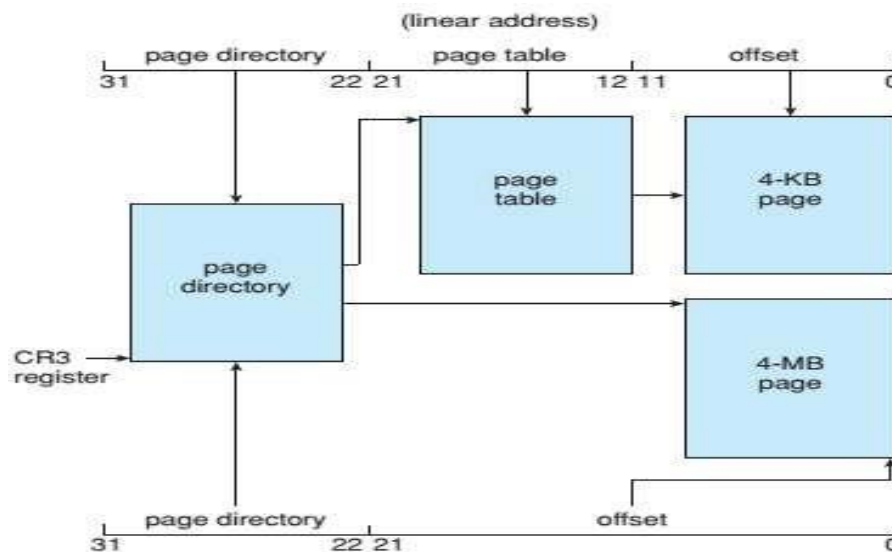 (linear address)
page directory page table offset
31 22 21 12 11 0
page table
4-KB page
page directory
CR3 register
4-MB page
page directory offset
31 22 21 0